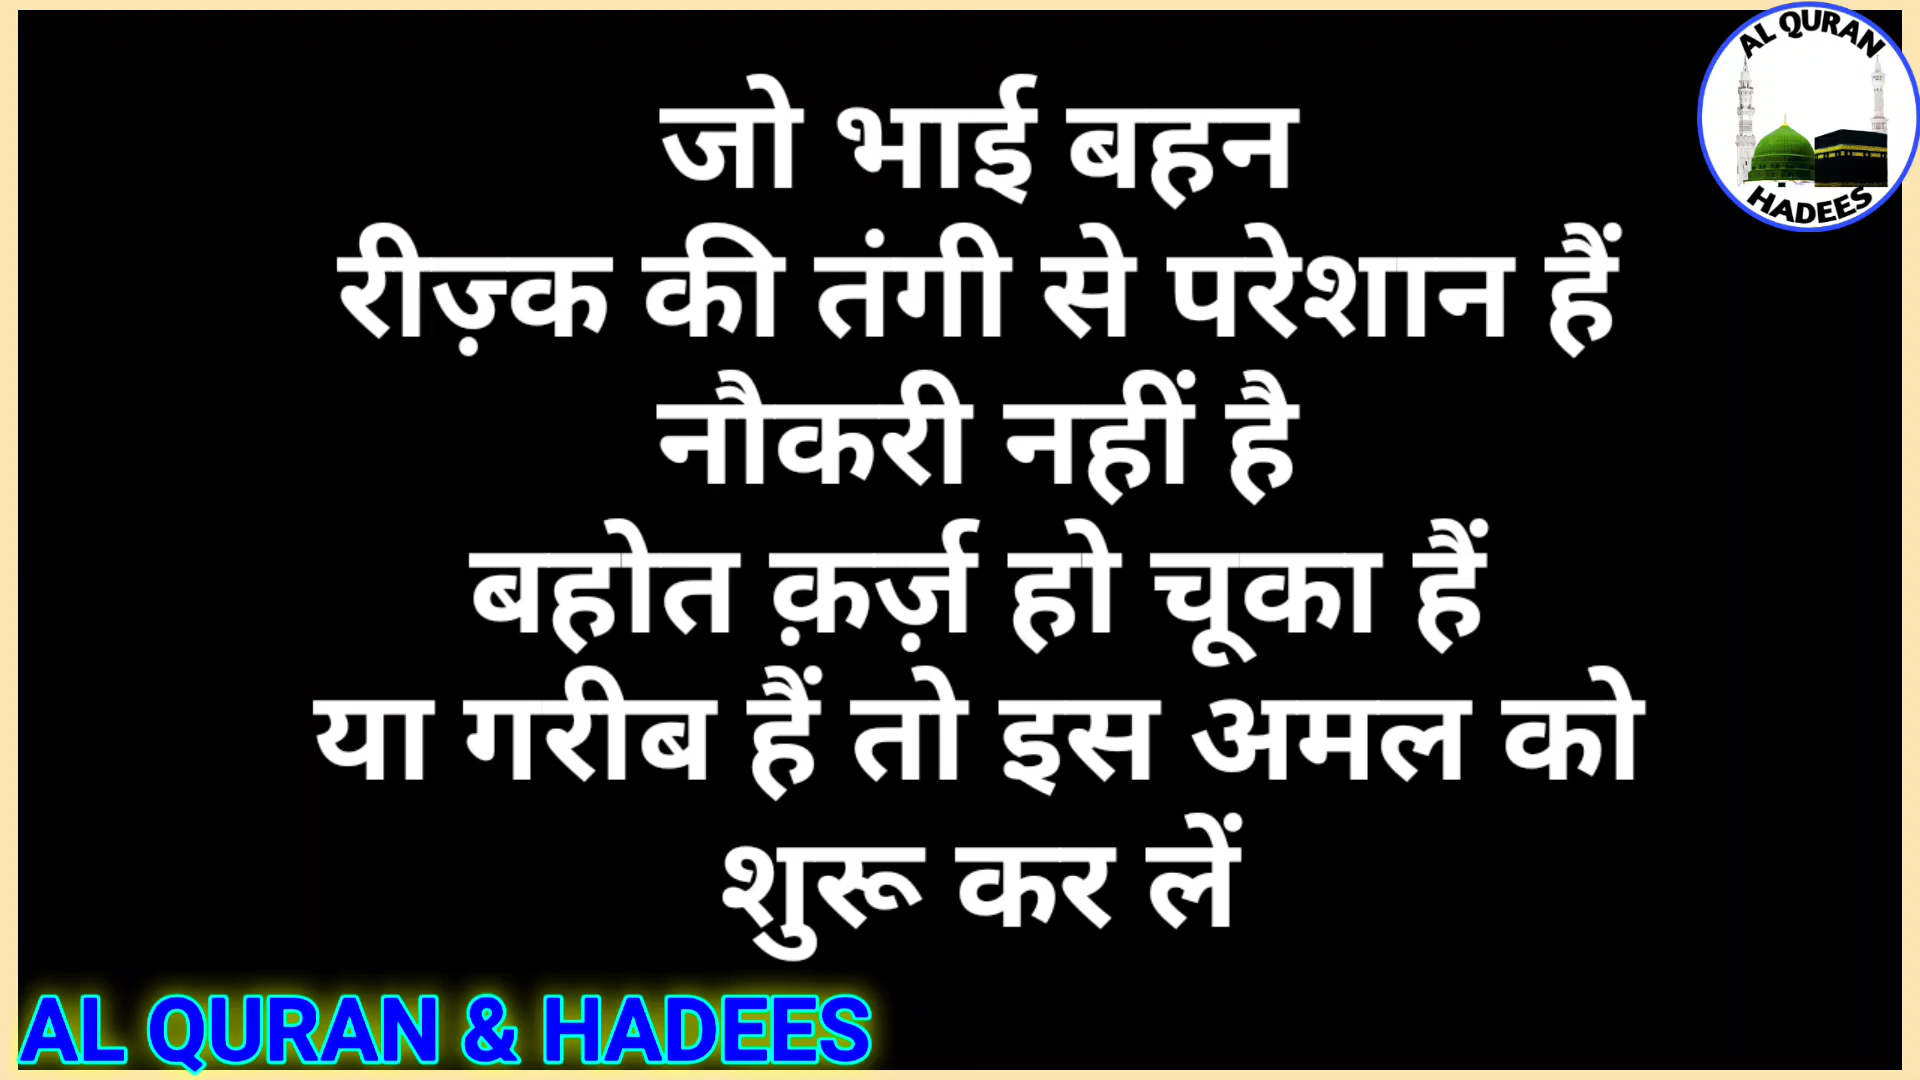 जो भाई बहन
रीज़्क की तंगी से परेशान हैं
नौकरी नहीं है
बहोत क़र्ज़ हो चूका हैं
या गरीब हैं तो इस अमल को
शुरू कर लें
AL QURAN
HADEES
AL QURAN & HADEES